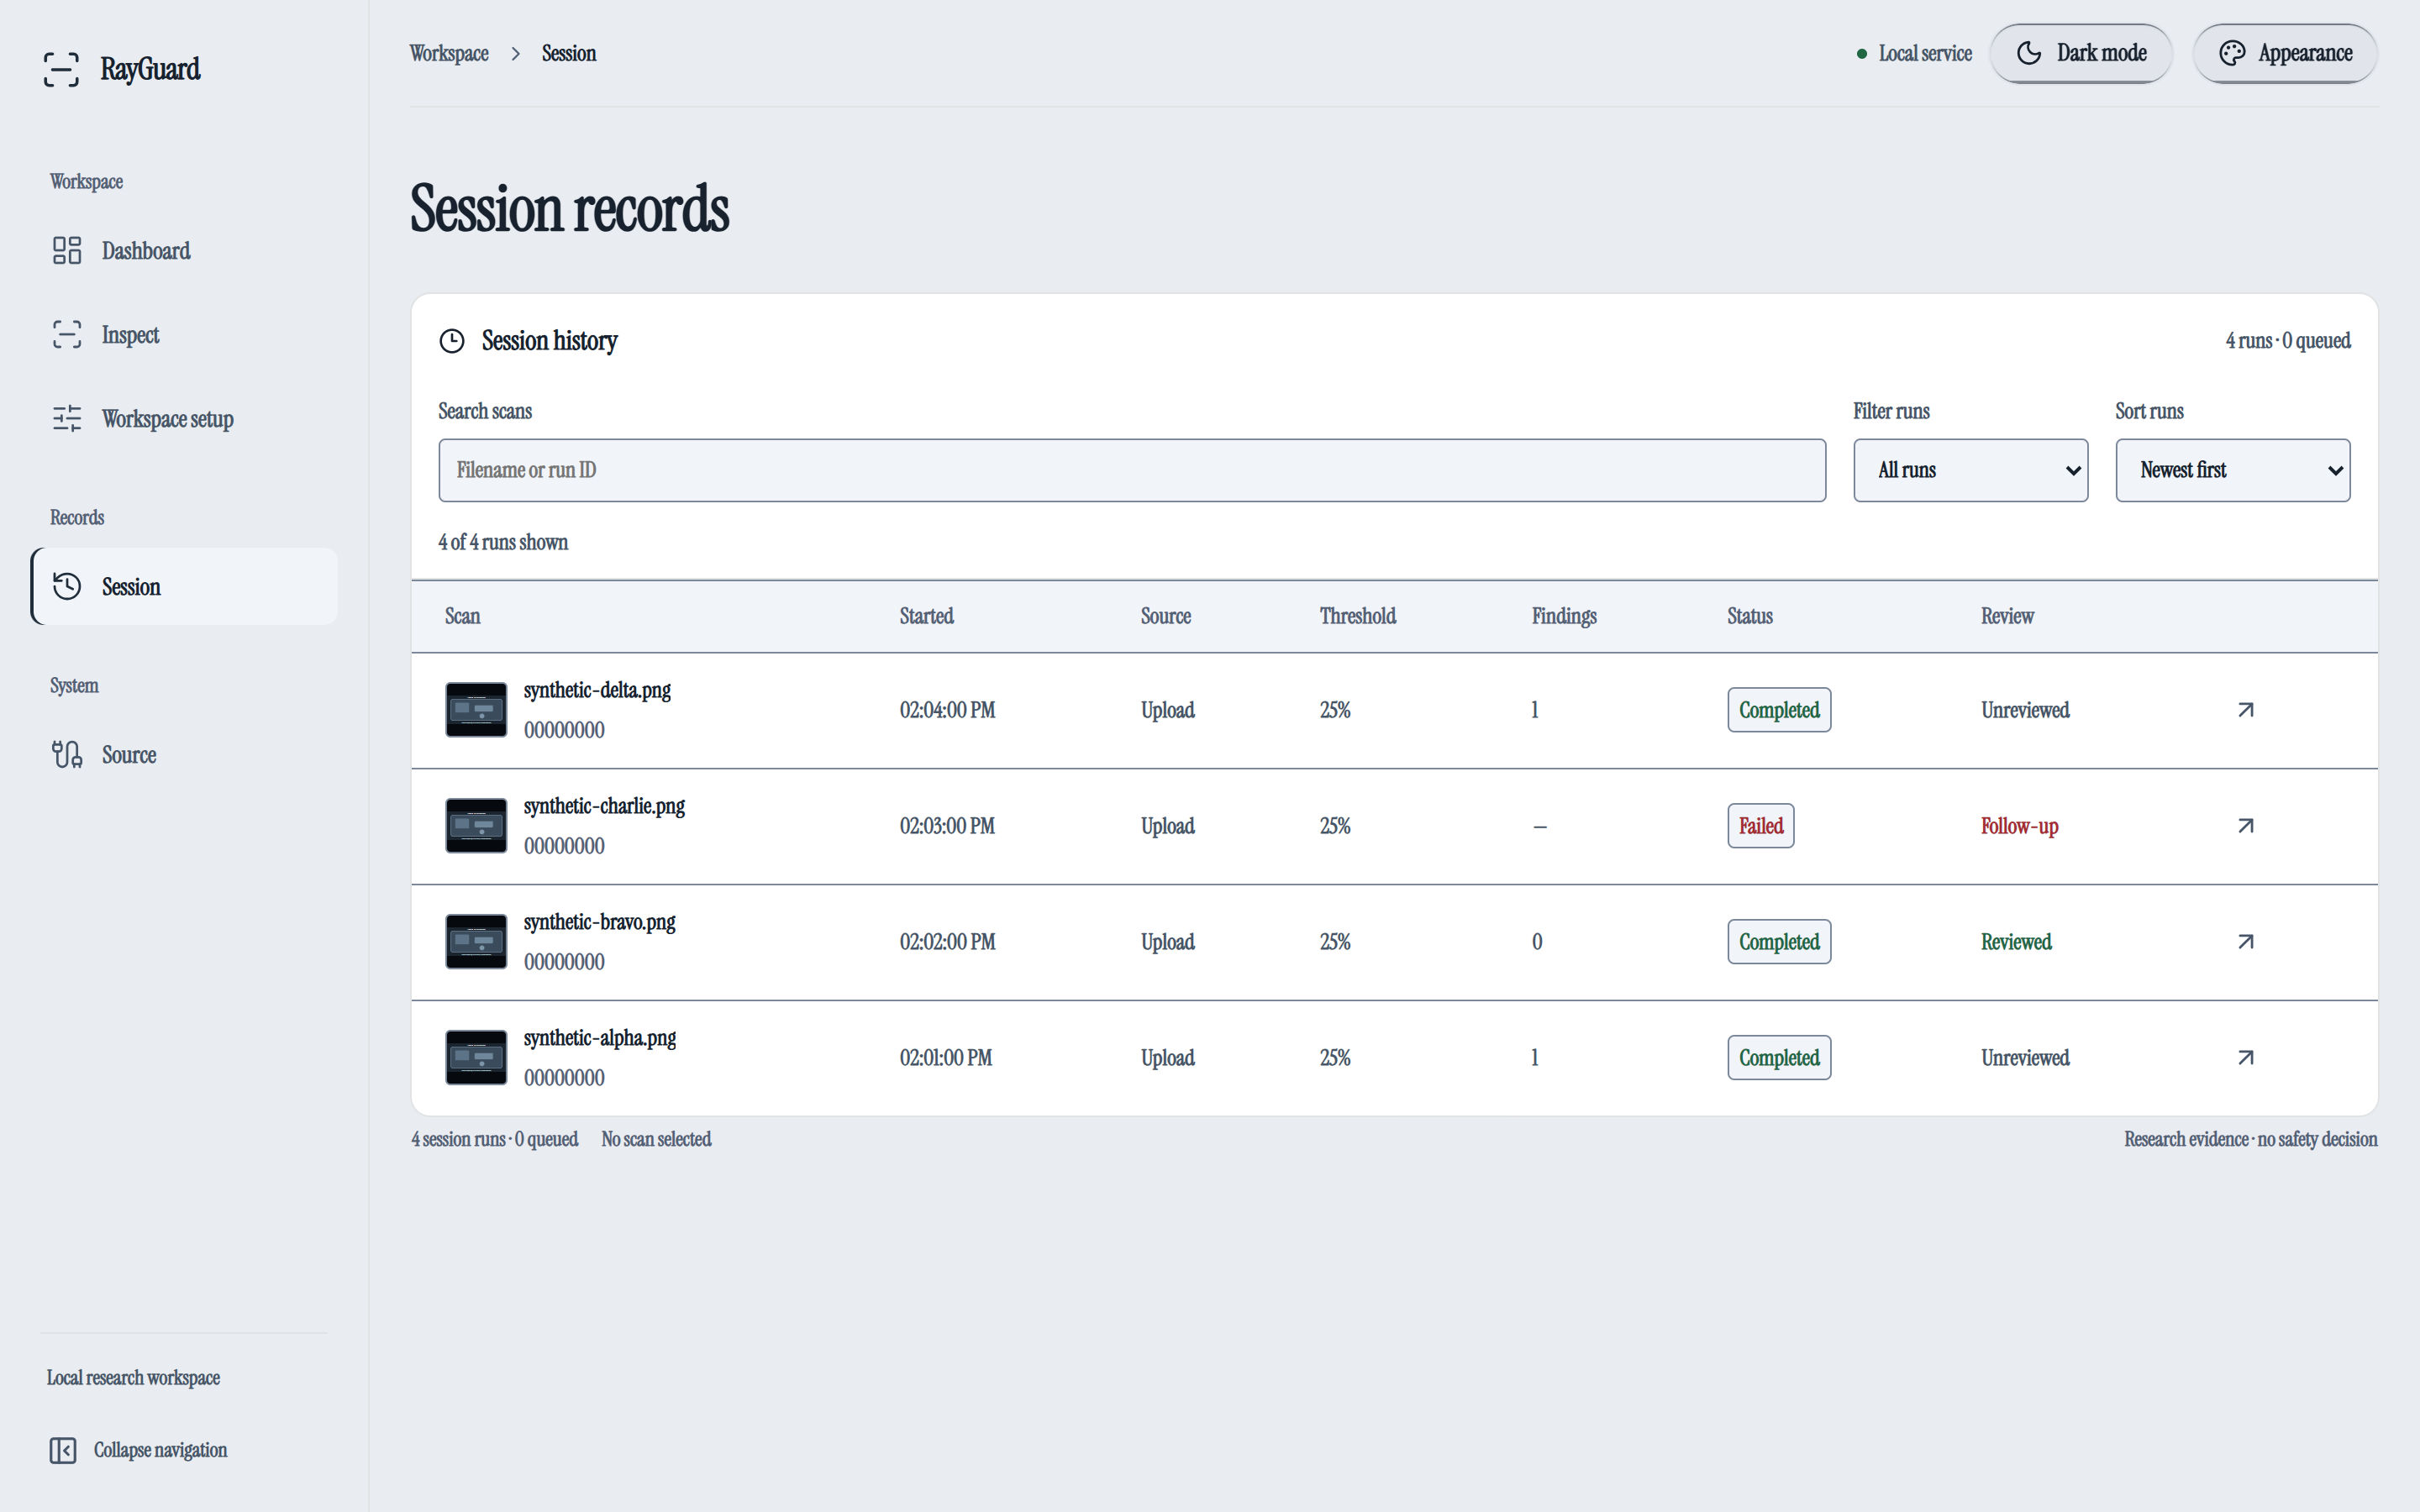 RayGuard
Workspace
Dashboard
Inspect
Workspace setup
Records
Session
System
Source
Local research workspace
Collapse navigation
Workspace > Session
Local service
Dark mode
Appearance
Session records
Session history
4 runs · 0 queued
Search scans
Filename or run ID
Filter runs
All runs
Sort runs
Newest first
4 of 4 runs shown
Scan Started Source Threshold Findings Status Review
synthetic-delta.png
00000000
02:04:00 PM Upload 25% 1 Completed Unreviewed
synthetic-charlie.png
00000000
02:03:00 PM Upload 25% — Failed Follow-up
synthetic-bravo.png
00000000
02:02:00 PM Upload 25% 0 Completed Reviewed
synthetic-alpha.png
00000000
02:01:00 PM Upload 25% 1 Completed Unreviewed
4 session runs · 0 queued No scan selected
Research evidence · no safety decision